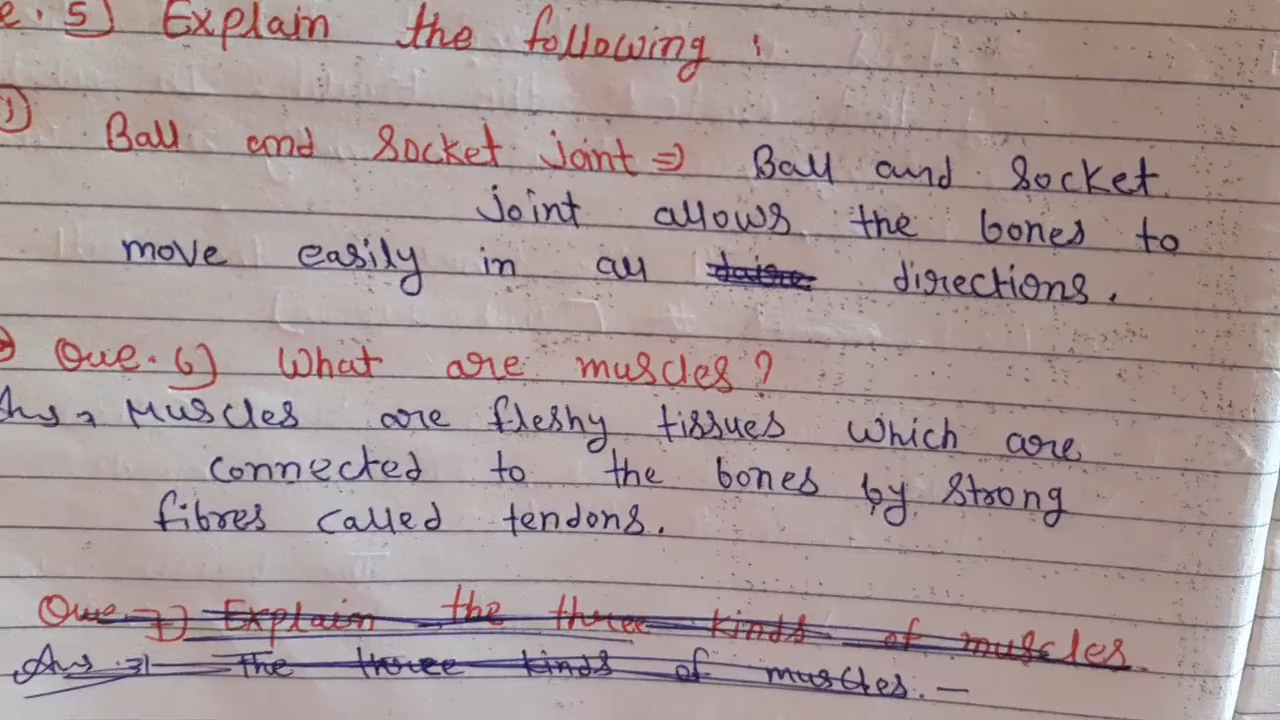 e. 5) Explain the following :
1) Ball and Socket Joint ⇒ Ball and Socket
Joint allows the bones to
move easily in all directions.
Que. 6) What are muscles?
Ans → Muscles are fleshy tissues which are
connected to the bones by strong
fibres called tendons.
Que 7) Explain the three kinds of muscles.
Ans ⇒ The three kinds of muscles. —